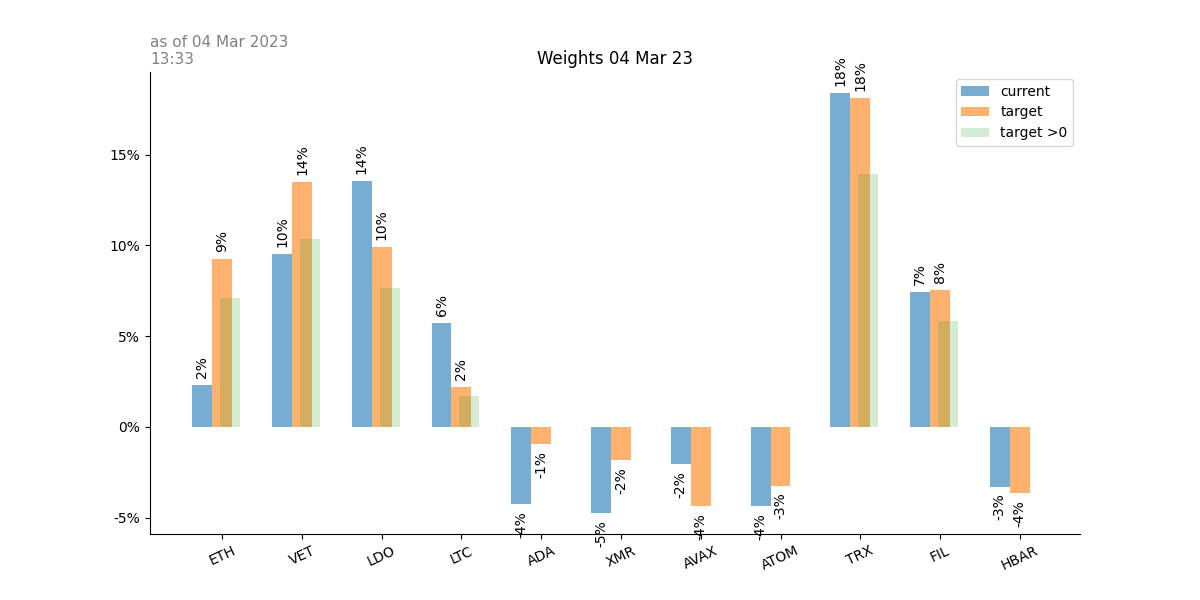 as of 04 Mar 2023
13:33
Weights 04 Mar 23
current
target
target >0
15%
10%
5%
0%
-5%
2%
9%
10%
14%
14%
10%
6%
2%
-4%
-1%
-5%
-2%
-2%
-4%
-4%
-3%
18%
18%
7%
8%
-3%
-4%
ETH
VET
LDO
LTC
ADA
XMR
AVAX
ATOM
TRX
FIL
HBAR